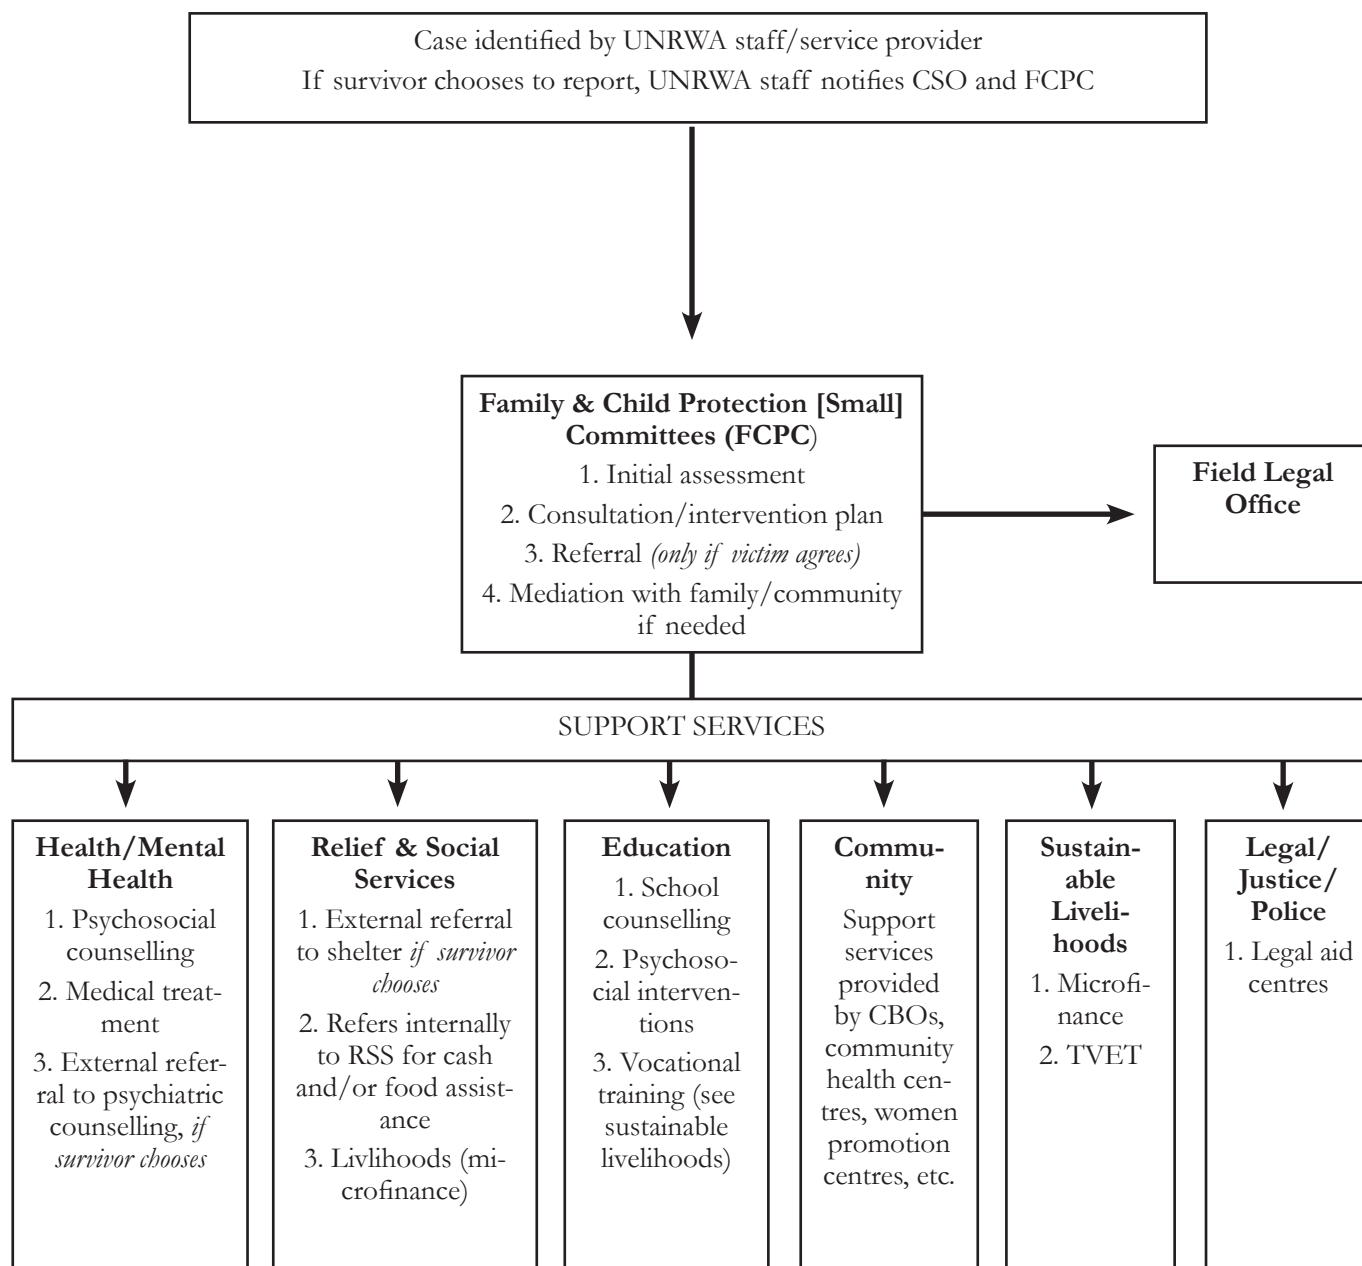 Case identified by UNRWA staff/service provider
If survivor chooses to report, UNRWA staff notifies CSO and FCPC
Family & Child Protection [Small]
Committees (FCPC)
1. Initial assessment
2. Consultation/intervention plan
3. Referral (only if victim agrees)
4. Mediation with family/community
if needed
Field Legal
Office
SUPPORT SERVICES
Health/Mental
Health
1. Psychosocial
counselling
2. Medical treat-
ment
3. External refer-
ral to psychiatric
counselling, if
survivor chooses
Relief & Social
Services
1. External referral
to shelter if survivor
chooses
2. Refers internally
to RSS for cash
and/or food assist-
ance
3. Livlihoods (mi-
crofinance)
Education
1. School
counselling
2. Psychoso-
cial interven-
tions
3. Vocational
training (see
sustainable
livelihoods)
Commu-
nity
Support
services
provided
by CBOs,
community
health cen-
tres, women
promotion
centres, etc.
Sustain-
able
Liveli-
hoods
1. Microfi-
nance
2. TVET
Legal/
Justice/
Police
1. Legal aid
centres